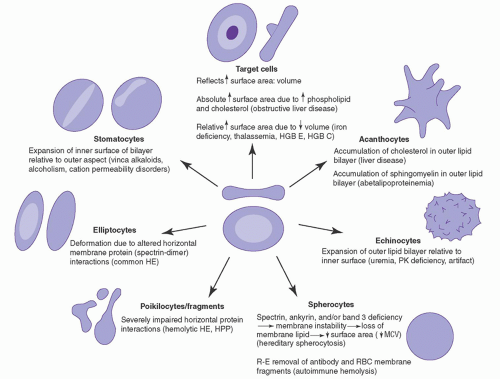 Target cells
Reflects ↑ surface area: volume
Absolute ↑ surface area due to ↑ phospholipid
and cholesterol (obstructive liver disease)
Relative ↑ surface area due to ↓ volume (iron
deficiency, thalassemia, HGB E, HGB C)
Stomatocytes
Expansion of inner surface of bilayer
relative to outer aspect (vinca alkaloids,
alcoholism, cation permeability disorders)
Acanthocytes
Accumulation of cholesterol in outer lipid
bilayer (liver disease)
Accumulation of sphingomyelin in outer lipid
bilayer (abetalipoproteinemia)
Elliptocytes
Deformation due to altered horizontal
membrane protein (spectrin-dimer)
interactions (common HE)
Echinocytes
Expansion of outer lipid bilayer relative to
inner surface (uremia, PK deficiency, artifact)
Poikilocytes/fragments
Severely impaired horizontal protein
interactions (hemolytic HE, HPP)
Spherocytes
Spectrin, ankyrin, and/or band 3 deficiency
→ membrane instability → loss of
membrane lipid → ↓ surface area ( ↓ MCV)
(hereditary spherocytosis)
R-E removal of antibody and RBC membrane
fragments (autoimmune hemolysis)